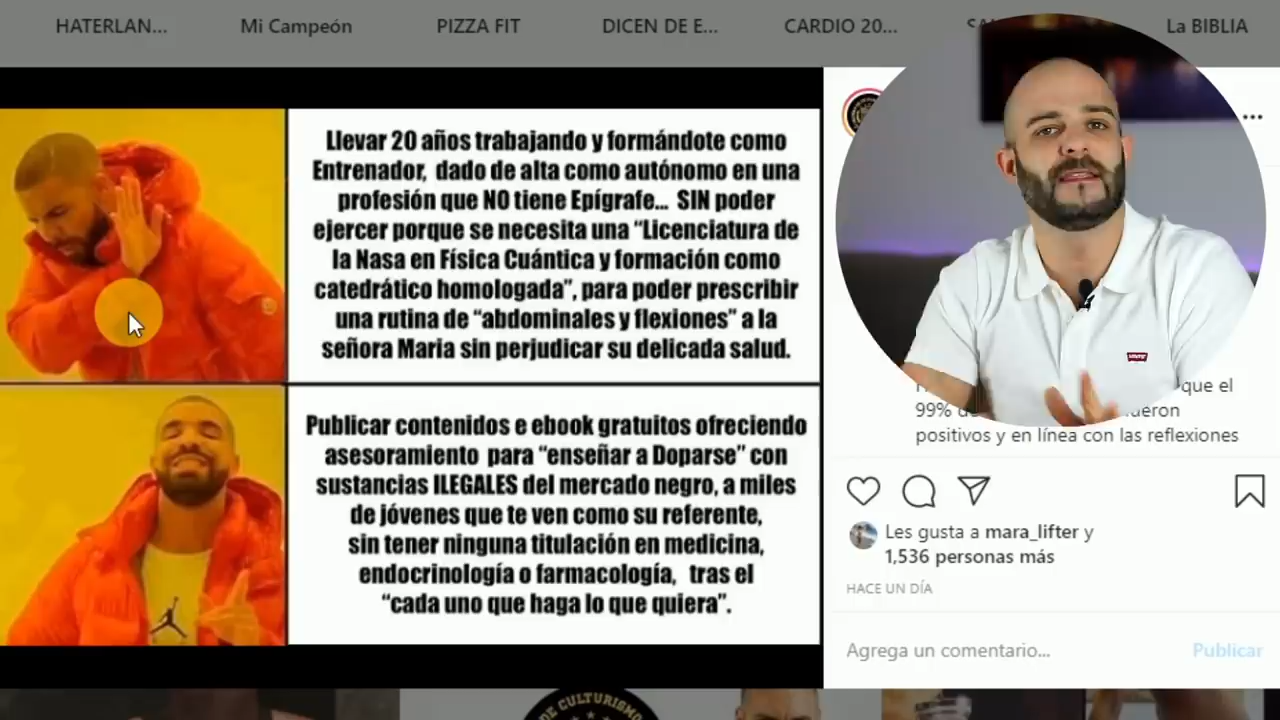 HATERLAN... Mi Campeón PIZZA FIT DICEN DE E... CARDIO 20... La BIBLIA
Llevar 20 años trabajando y formándote como
Entrenador, dado de alta como autónomo en una
profesión que NO tiene Epígrafe... SIN poder
ejercer porque se necesita una “Licenciatura de
la Nasa en Física Cuántica y formación como
catedrático homologada”, para poder prescribir
una rutina de “abdominales y flexiones” a la
señora Maria sin perjudicar su delicada salud.
Publicar contenidos e ebook gratuitos ofreciendo
asesoramiento para “enseñar a Doparse” con
sustancias ILEGALES del mercado negro, a miles
de jóvenes que te ven como su referente,
sin tener ninguna titulación en medicina,
endocrinología o farmacología, tras el
“cada uno que haga lo que quiera”.
...
Levi's
que el
99%
positivos y en línea con las reflexiones
Les gusta a mara_lifter y
1,536 personas más
HACE UN DÍA
Agrega un comentario... Publicar
DE CULTURISMO